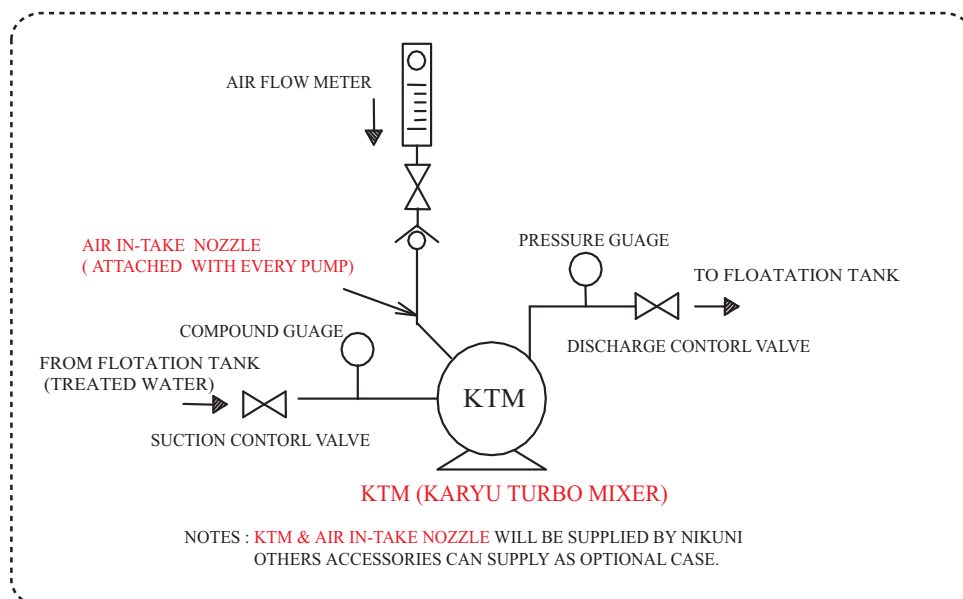 AIR FLOW METER
AIR IN-TAKE NOZZLE
( ATTACHED WITH EVERY PUMP)
PRESSURE GUAGE
TO FLOATATION TANK
COMPOUND GUAGE
DISCHARGE CONTORL VALVE
FROM FLOTATION TANK
(TREATED WATER)
KTM
SUCTION CONTORL VALVE
KTM (KARYU TURBO MIXER)
NOTES : KTM & AIR IN-TAKE NOZZLE WILL BE SUPPLIED BY NIKUNI
OTHERS ACCESSORIES CAN SUPPLY AS OPTIONAL CASE.